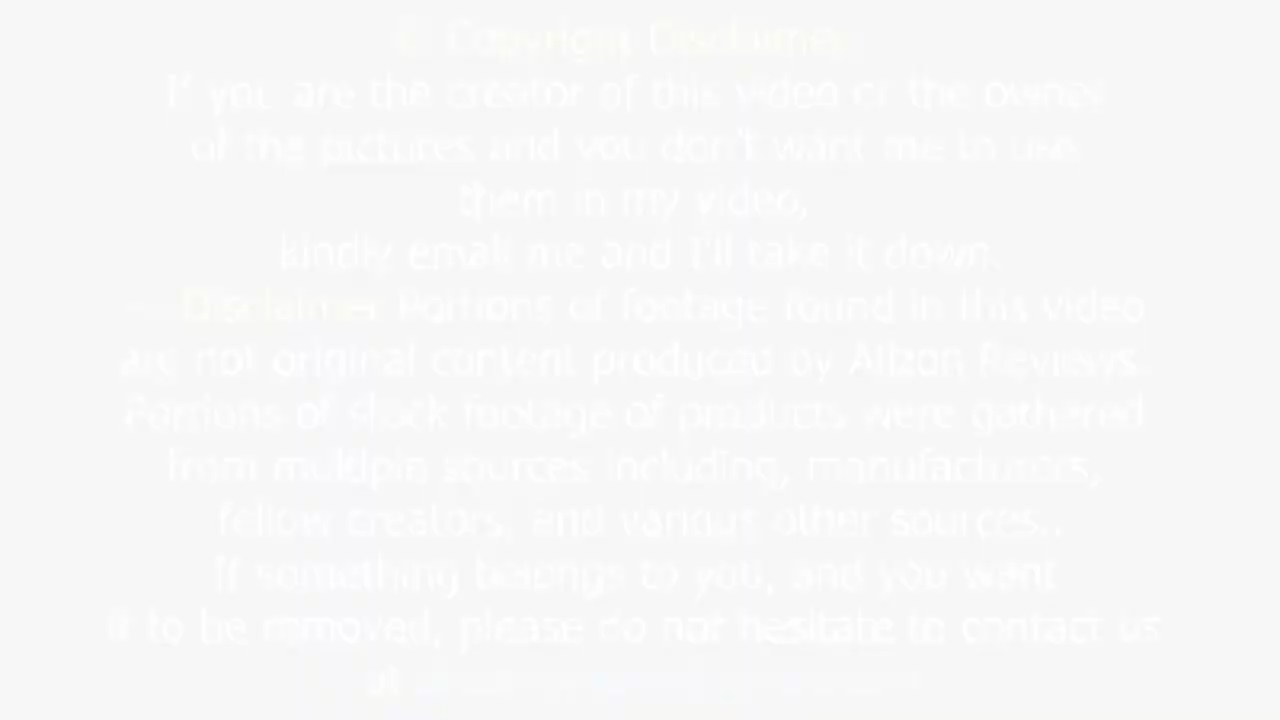 © Copyright Disclaimer
If you are the creator of this video or the owner
of the pictures and you don't want me to use
them in my video,
kindly email me and I'll take it down.
Disclaimer Portions of footage found in this video
are not original content produced by Alizon Reviews.
Portions of stock footage of products were gathered
from multiple sources including, manufacturers,
fellow creators, and various other sources..
If something belongs to you, and you want
it to be removed, please do not hesitate to contact us
at